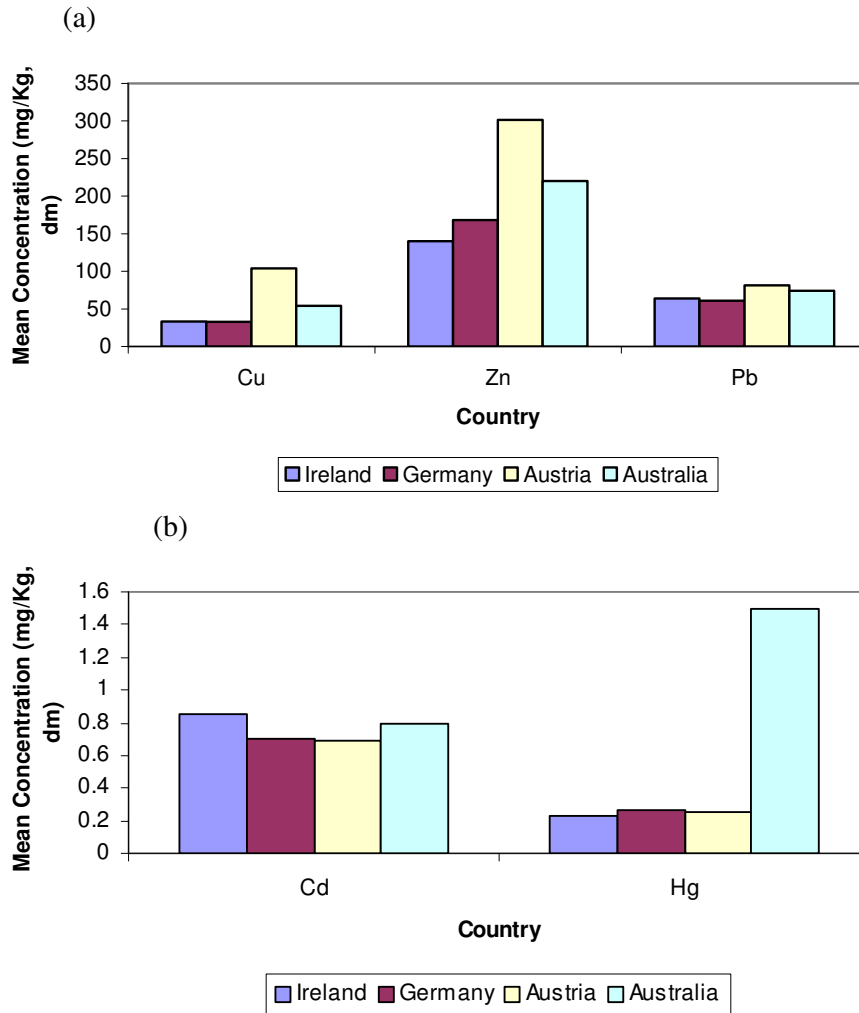 (a)
Mean Concentration (mg/Kg,
dm)
350
300
250
200
150
100
50
0
Cu Zn Pb
Country
Ireland Germany Austria Australia
(b)
Mean Concentration (mg/Kg,
dm)
1.6
1.4
1.2
1
0.8
0.6
0.4
0.2
0
Cd Hg
Country
Ireland Germany Austria Australia